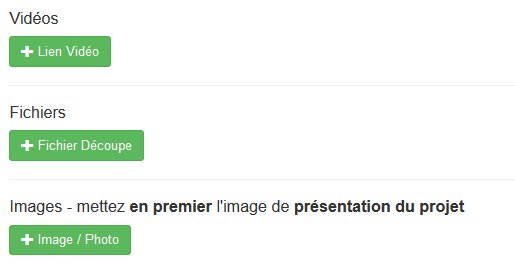 Vidéos
Lien Vidéo
Fichiers
Fichier Découpe
Images - mettez en premier l'image de présentation du projet
Image / Photo